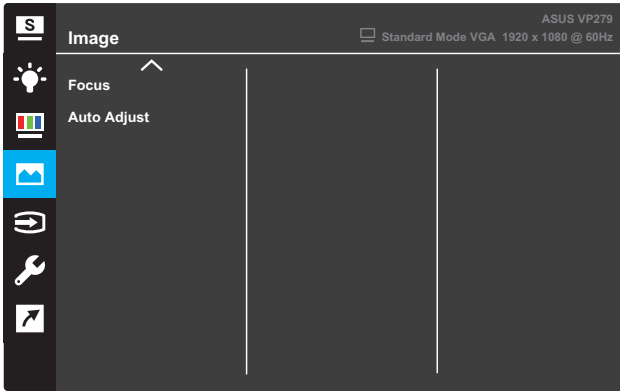 S
ASUS VP279
Image
Standard Mode VGA 1920 x 1080 @ 60Hz
Focus
Auto Adjust